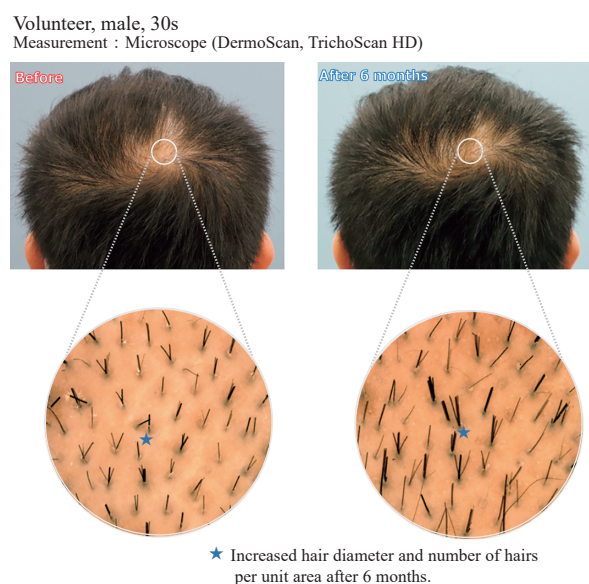 Volunteer, male, 30s
Measurement : Microscope (DermoScan, TrichoScan HD)
Before
After 6 months
★ Increased hair diameter and number of hairs
per unit area after 6 months.